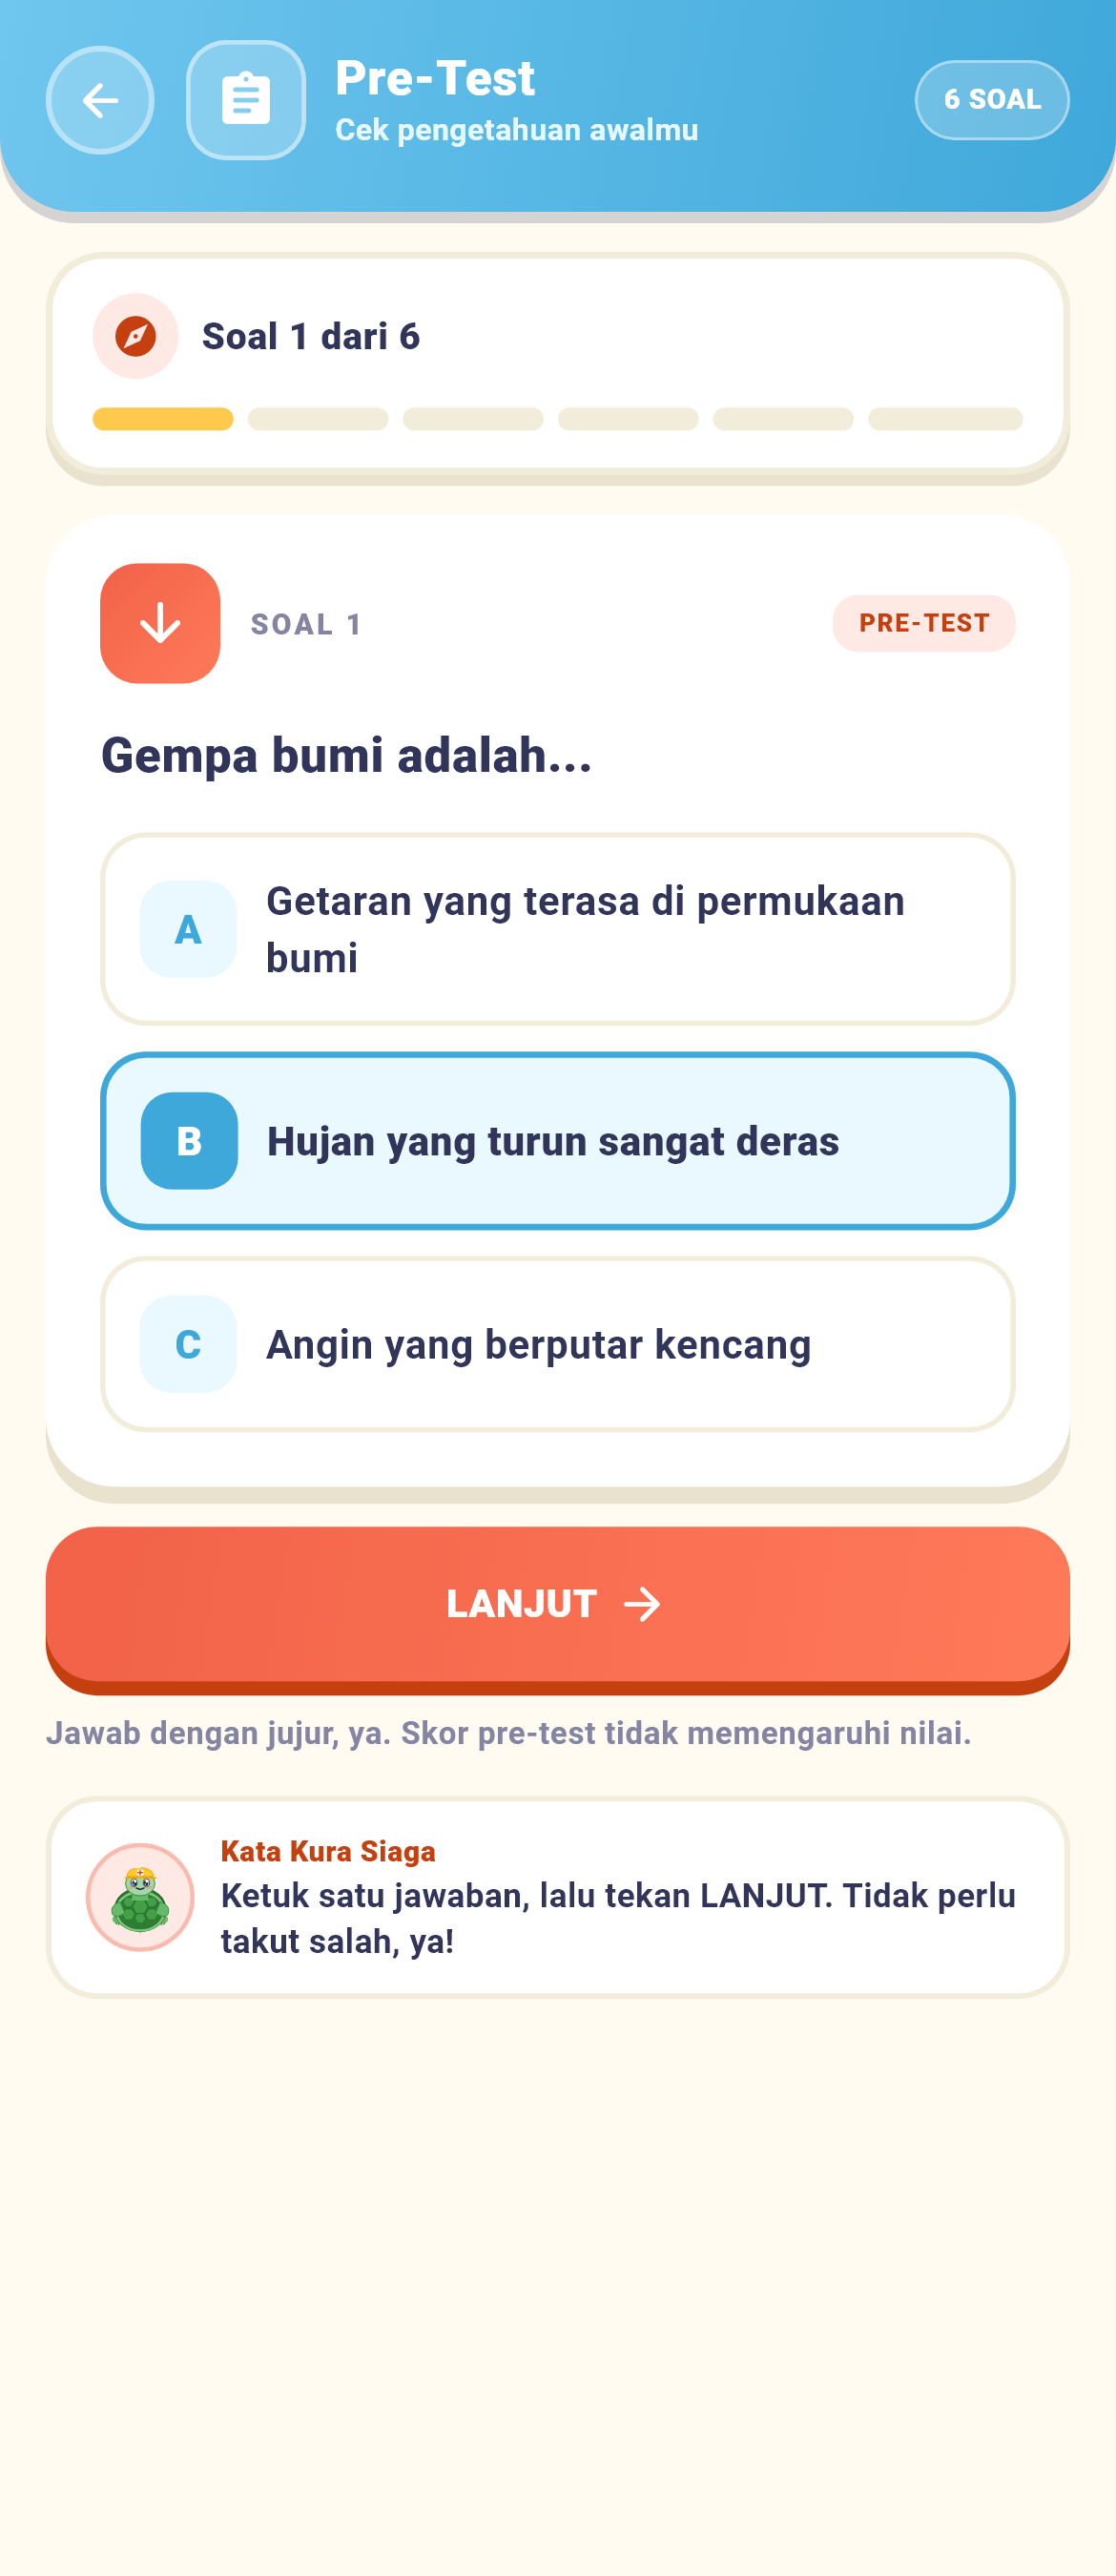 Pre-Test
Cek pengetahuan awalmu
6 SOAL
Soal 1 dari 6
SOAL 1
PRE-TEST
Gempa bumi adalah...
A
Getaran yang terasa di permukaan
bumi
B
Hujan yang turun sangat deras
C
Angin yang berputar kencang
LANJUT
Jawab dengan jujur, ya. Skor pre-test tidak memengaruhi nilai.
Kata Kura Siaga
Ketuk satu jawaban, lalu tekan LANJUT. Tidak perlu
takut salah, ya!